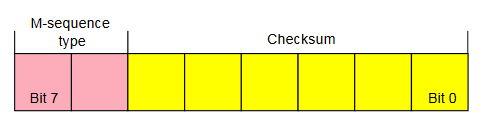 M-sequence
type
Checksum
Bit 7
Bit 0